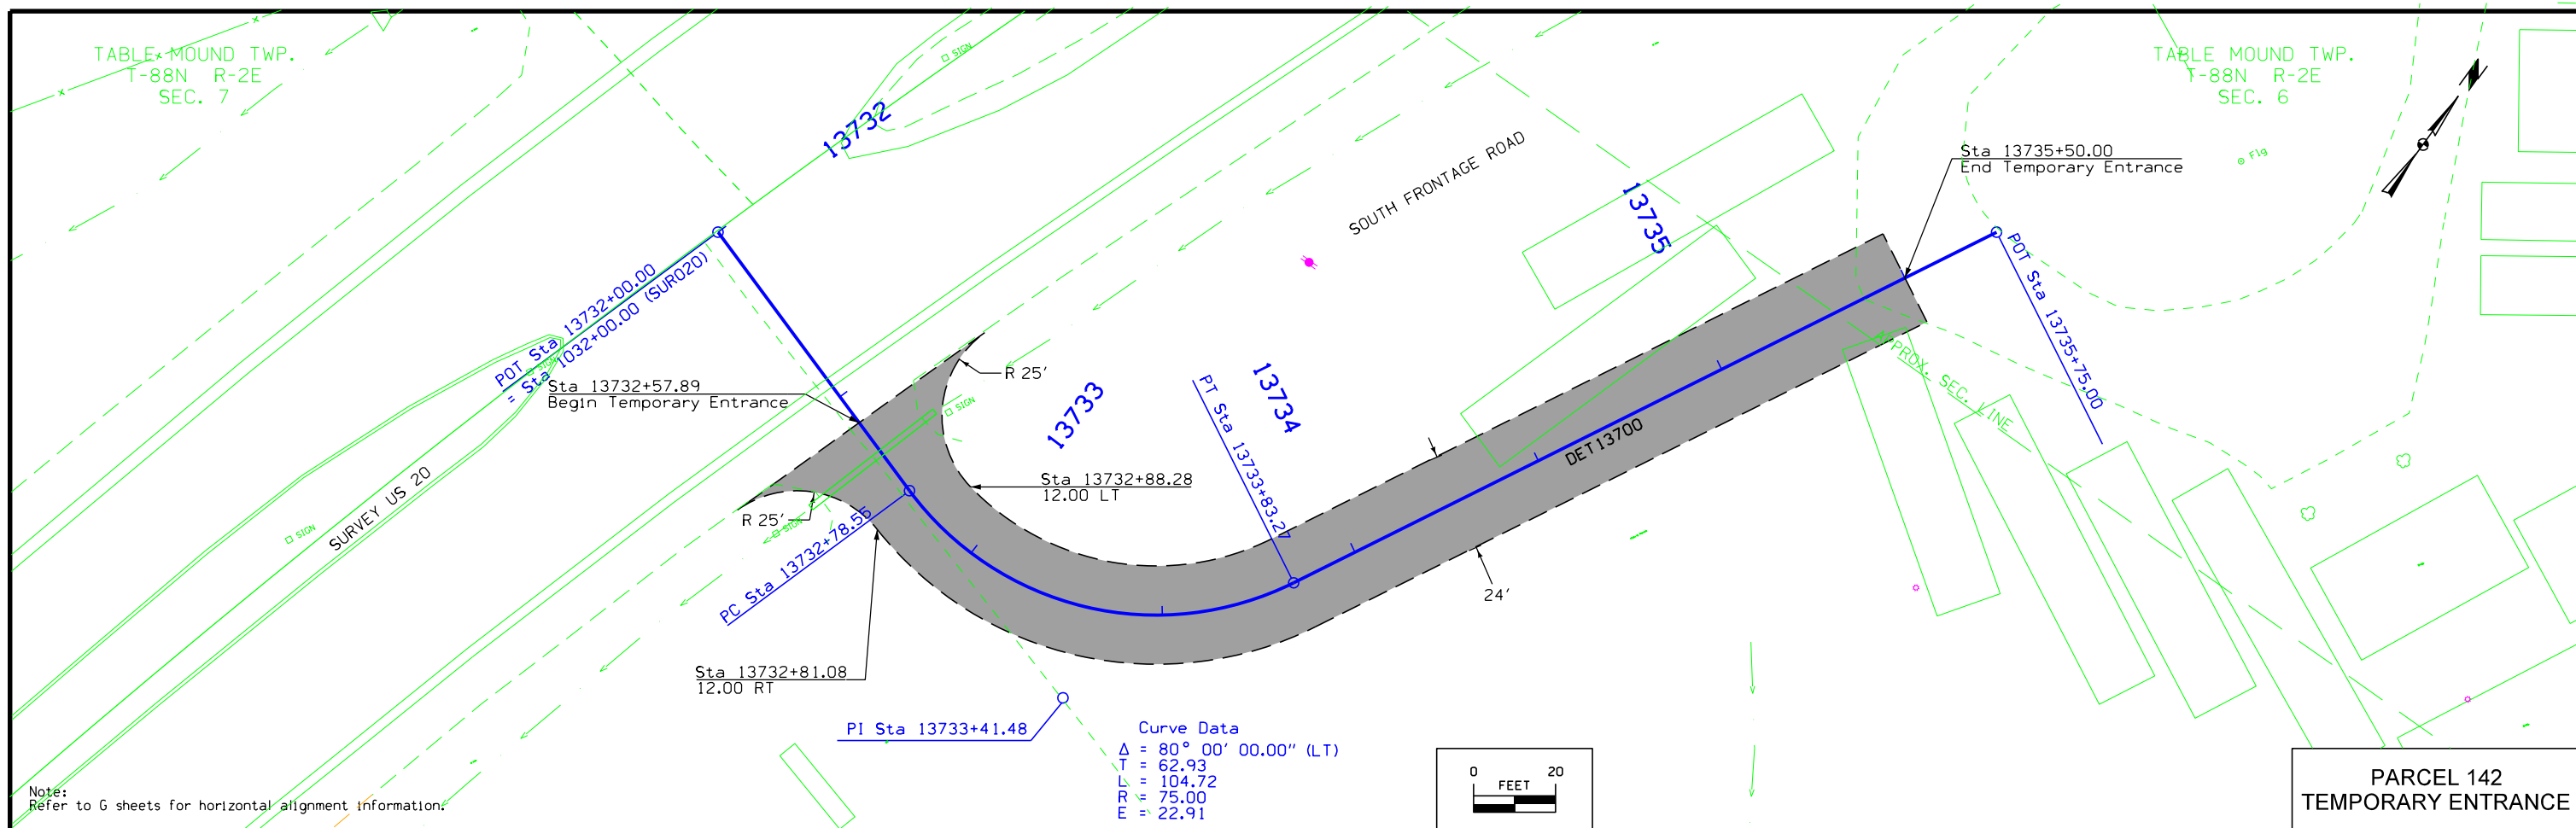 TABLE MOUND TWP.
T-88N R-2E
SEC. 7
TABLE MOUND TWP.
T-88N R-2E
SEC. 6
SIGN
13732
SOUTH FRONTAGE ROAD
13735
Flg
Sta 13735+50.00
End Temporary Entrance
POT Sta 13735+75.00
POT Sta 13732+00.00
= Sta 1032+00.00 (SUR020)
SIGN
Sta 13732+57.89
Begin Temporary Entrance
R 25'
SIGN
13733
13734
PT Sta 13733+83.27
APPROX. SEC. LINE
DET13700
SURVEY US 20
SIGN
R 25'
SIGN
Sta 13732+88.28
12.00 LT
PC Sta 13732+78.55
24'
Sta 13732+81.08
12.00 RT
PI Sta 13733+41.48
Curve Data
Δ = 80° 00' 00.00" (LT)
T = 62.93
L = 104.72
R = 75.00
E = 22.91
0 20
FEET
Note:
Refer to G sheets for horizontal alignment information.
PARCEL 142
TEMPORARY ENTRANCE